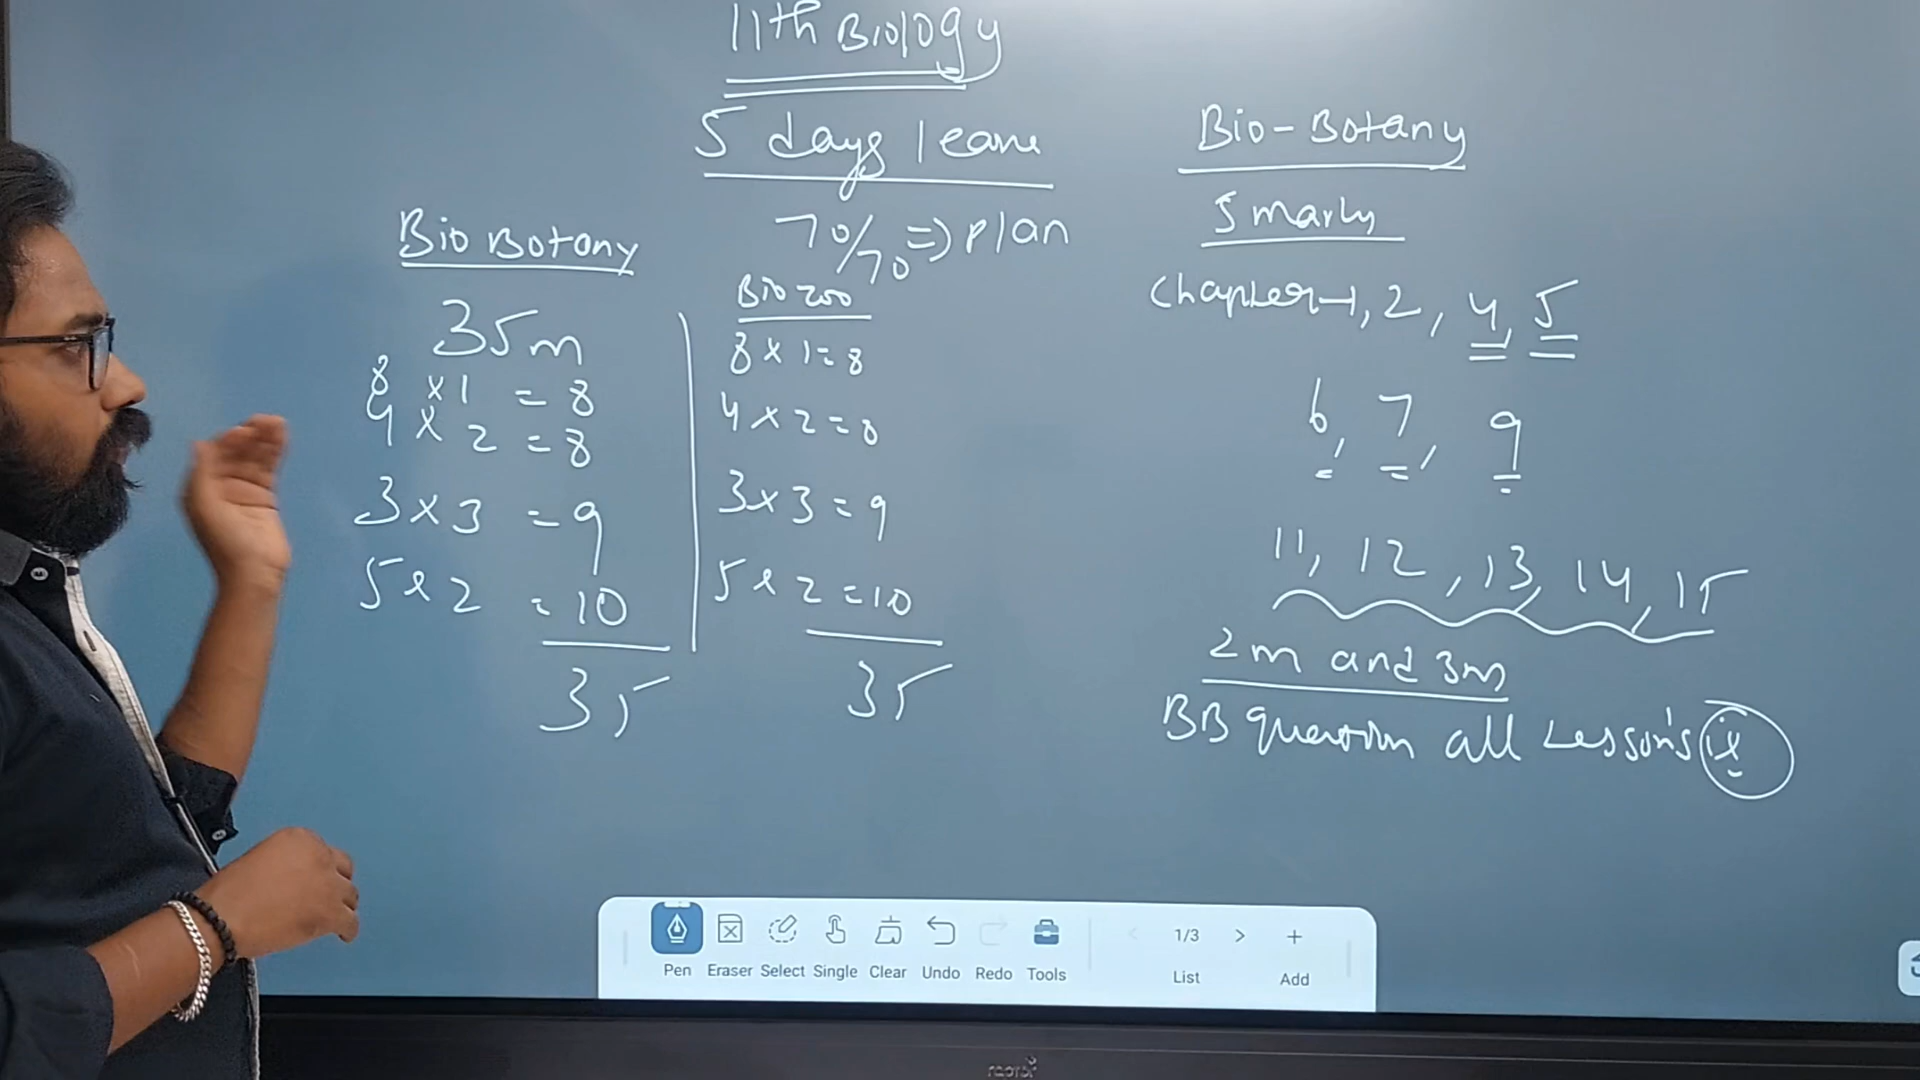 11th Biology
5 days leave
70/70 => plan
Bio Botany
35m
8 x 1 = 8
4 x 2 = 8
3 x 3 = 9
5 x 2 = 10
35
Bio zoo
8 x 1 = 8
4 x 2 = 8
3 x 3 = 9
5 x 2 = 10
35
Bio-Botany
5 marks
Chapter-1, 2, 4, 5
6, 7, 9
11, 12, 13, 14, 15
2m and 3m
BB question all Lesson's
Pen Eraser Select Single Clear Undo Redo Tools
1/3
List
Add